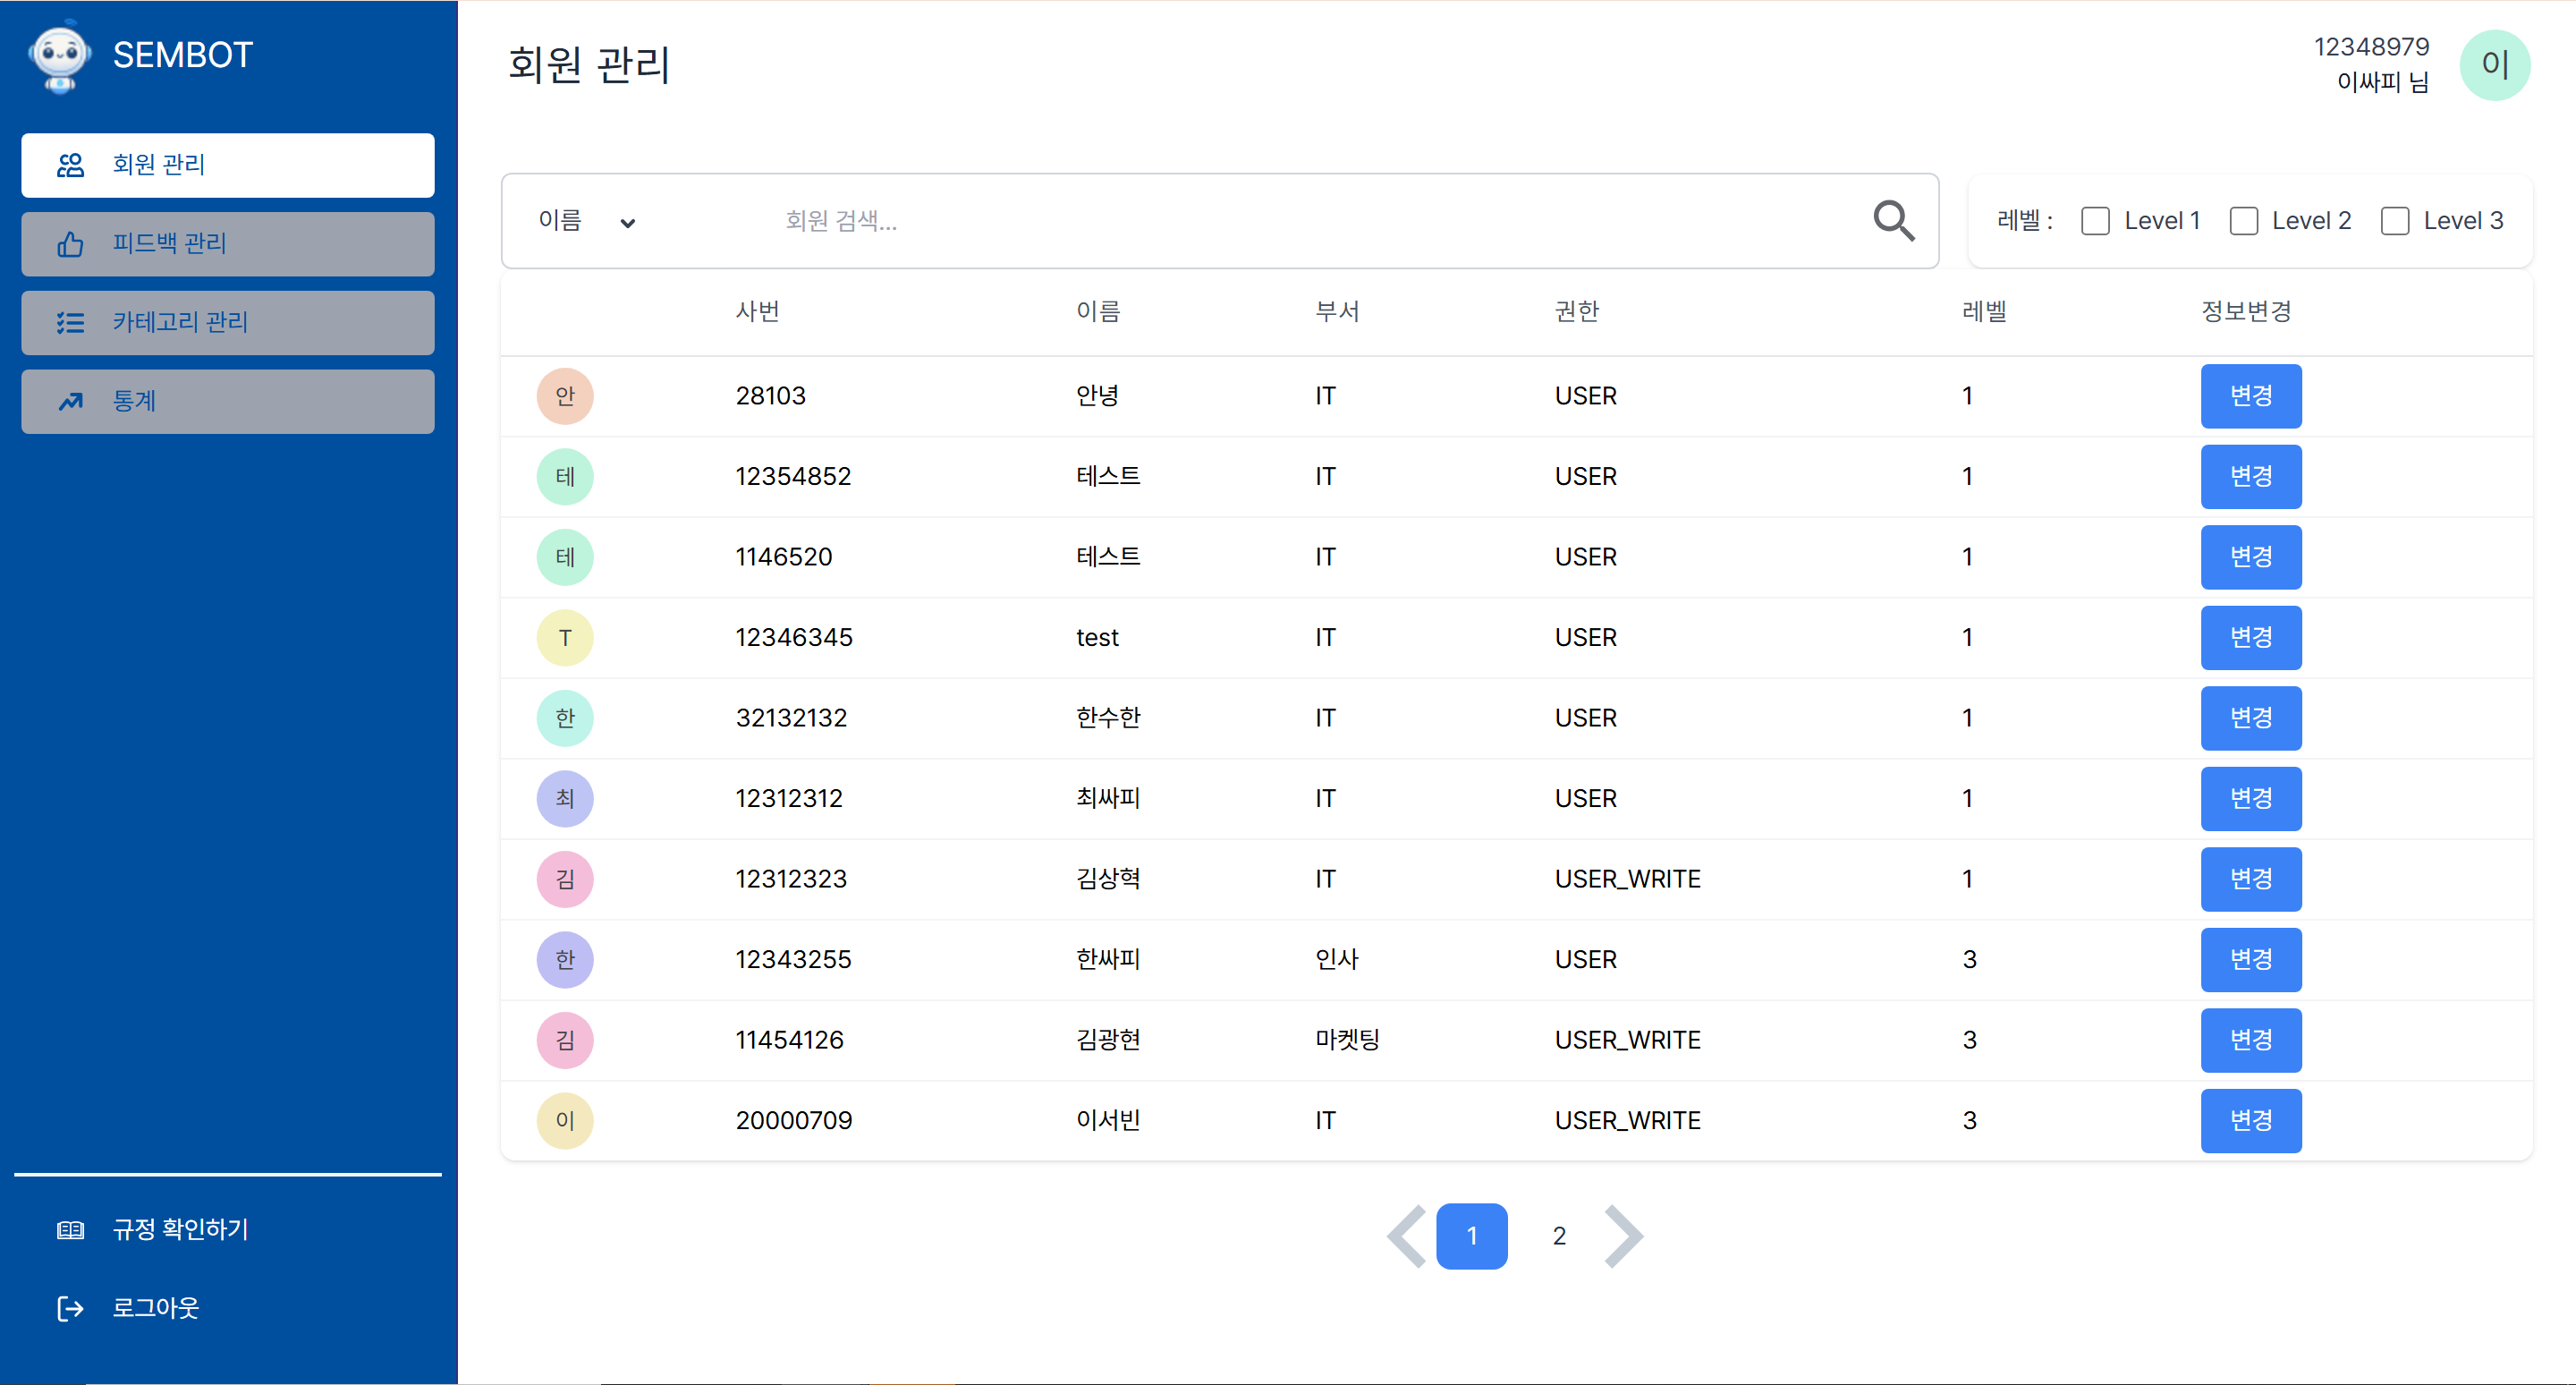 SEMBOT
회원 관리
피드백 관리
카테고리 관리
통계
규정 확인하기
로그아웃
회원 관리
12348979
이싸피 님
이
이름 회원 검색...
레벨 : Level 1 Level 2 Level 3
사번 이름 부서 권한 레벨 정보변경
안 28103 안녕 IT USER 1 변경
테 12354852 테스트 IT USER 1 변경
테 1146520 테스트 IT USER 1 변경
T 12346345 test IT USER 1 변경
한 32132132 한수한 IT USER 1 변경
최 12312312 최싸피 IT USER 1 변경
김 12312323 김상혁 IT USER_WRITE 1 변경
한 12343255 한싸피 인사 USER 3 변경
김 11454126 김광현 마켓팅 USER_WRITE 3 변경
이 20000709 이서빈 IT USER_WRITE 3 변경
1 2